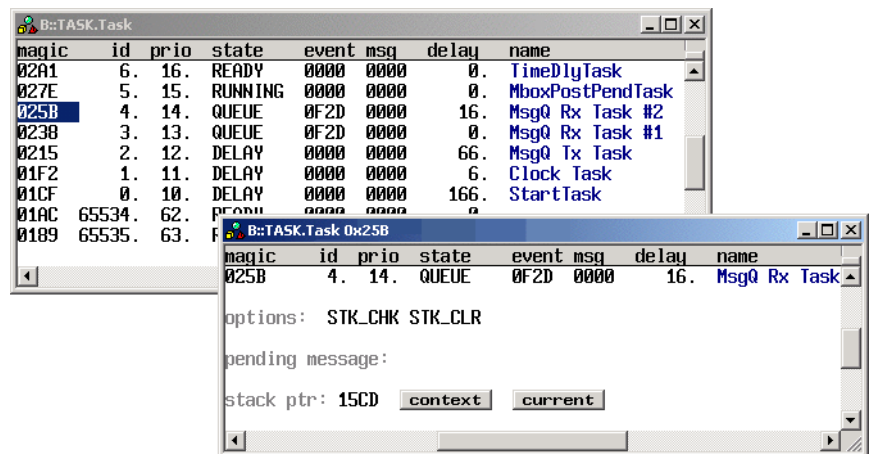 B::TASK.Task
magic id prio state event msg delay name
02A1 6. 16. READY 0000 0000 0. TimeDlyTask
027E 5. 15. RUNNING 0000 0000 0. MboxPostPendTask
025B 4. 14. QUEUE 0F2D 0000 16. MsgQ Rx Task #2
0238 3. 13. QUEUE 0F2D 0000 0. MsgQ Rx Task #1
0215 2. 12. DELAY 0000 0000 66. MsgQ Tx Task
01F2 1. 11. DELAY 0000 0000 6. Clock Task
01CF 0. 10. DELAY 0000 0000 166. StartTask
01AC 65534. 62. READY 0000 0000 0.
0189 65535. 63.
B::TASK.Task 0x25B
magic id prio state event msg delay name
025B 4. 14. QUEUE 0F2D 0000 16. MsgQ Rx Task
options: STK_CHK STK_CLR
pending message:
stack ptr: 15CD context current